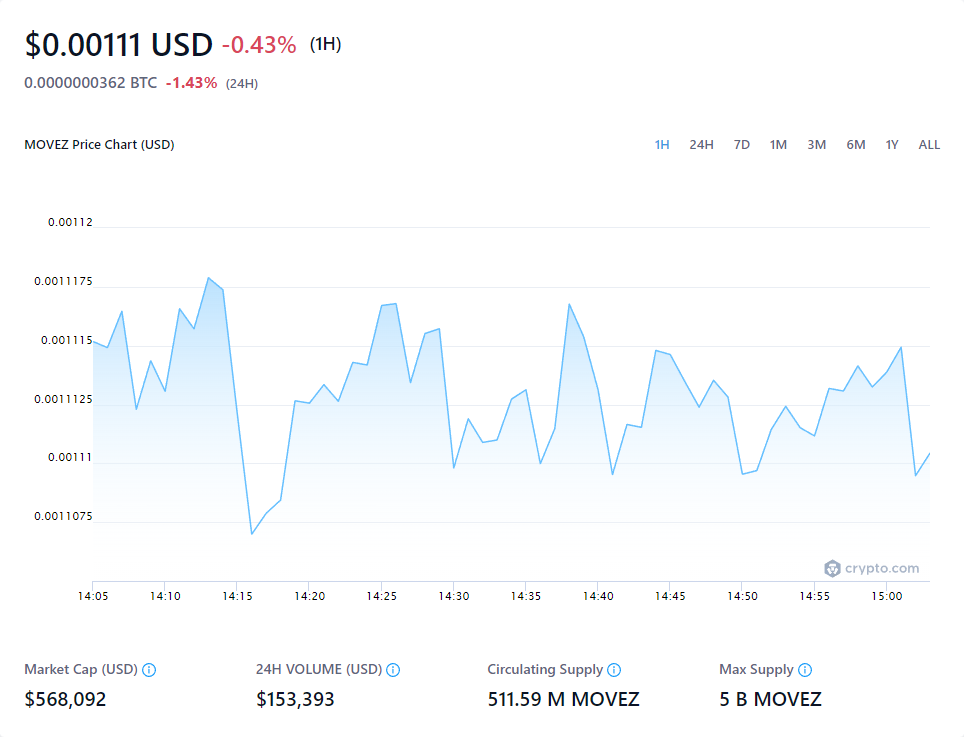 $0.00111 USD -0.43% (1H)
0.0000000362 BTC -1.43% (24H)
MOVEZ Price Chart (USD) 1H 24H 7D 1M 3M 6M 1Y ALL
0.00112
0.0011175
0.001115
0.0011125
0.00111
0.0011075
crypto.com
14:05 14:10 14:15 14:20 14:25 14:30 14:35 14:40 14:45 14:50 14:55 15:00
Market Cap (USD) 24H VOLUME (USD) Circulating Supply Max Supply
$568,092 $153,393 511.59 M MOVEZ 5 B MOVEZ